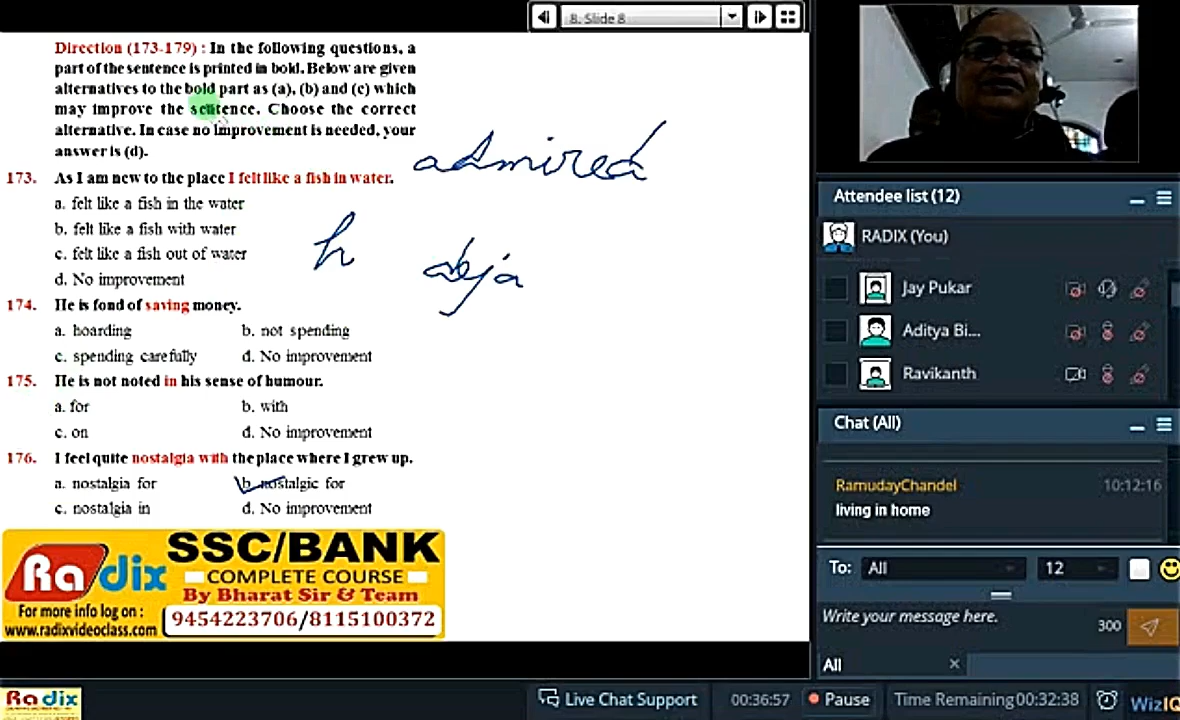 8. Slide 8
Direction (173-179) : In the following questions, a
part of the sentence is printed in bold. Below are given
alternatives to the bold part as (a), (b) and (c) which
may improve the sentence. Choose the correct
alternative. In case no improvement is needed, your
answer is (d).
173. As I am new to the place I felt like a fish in water.
a. felt like a fish in the water
b. felt like a fish with water
c. felt like a fish out of water
d. No improvement
174. He is fond of saving money.
a. hoarding b. not spending
c. spending carefully d. No improvement
175. He is not noted in his sense of humour.
a. for b. with
c. on d. No improvement
176. I feel quite nostalgia with the place where I grew up.
a. nostalgia for b. nostalgic for
c. nostalgia in d. No improvement
admired
h deja
Radix
SSC/BANK
COMPLETE COURSE
By Bharat Sir & Team
For more info log on :
www.radixvideoclass.com
9454223706/8115100372
Attendee list (12)
RADIX (You)
Jay Pukar
Aditya Bi...
Ravikanth
Chat (All)
RamudayChandel 10:12:16
living in home
To: All 12
Write your message here. 300
All
Radix
Live Chat Support 00:36:57 Pause Time Remaining 00:32:38 WizIQ